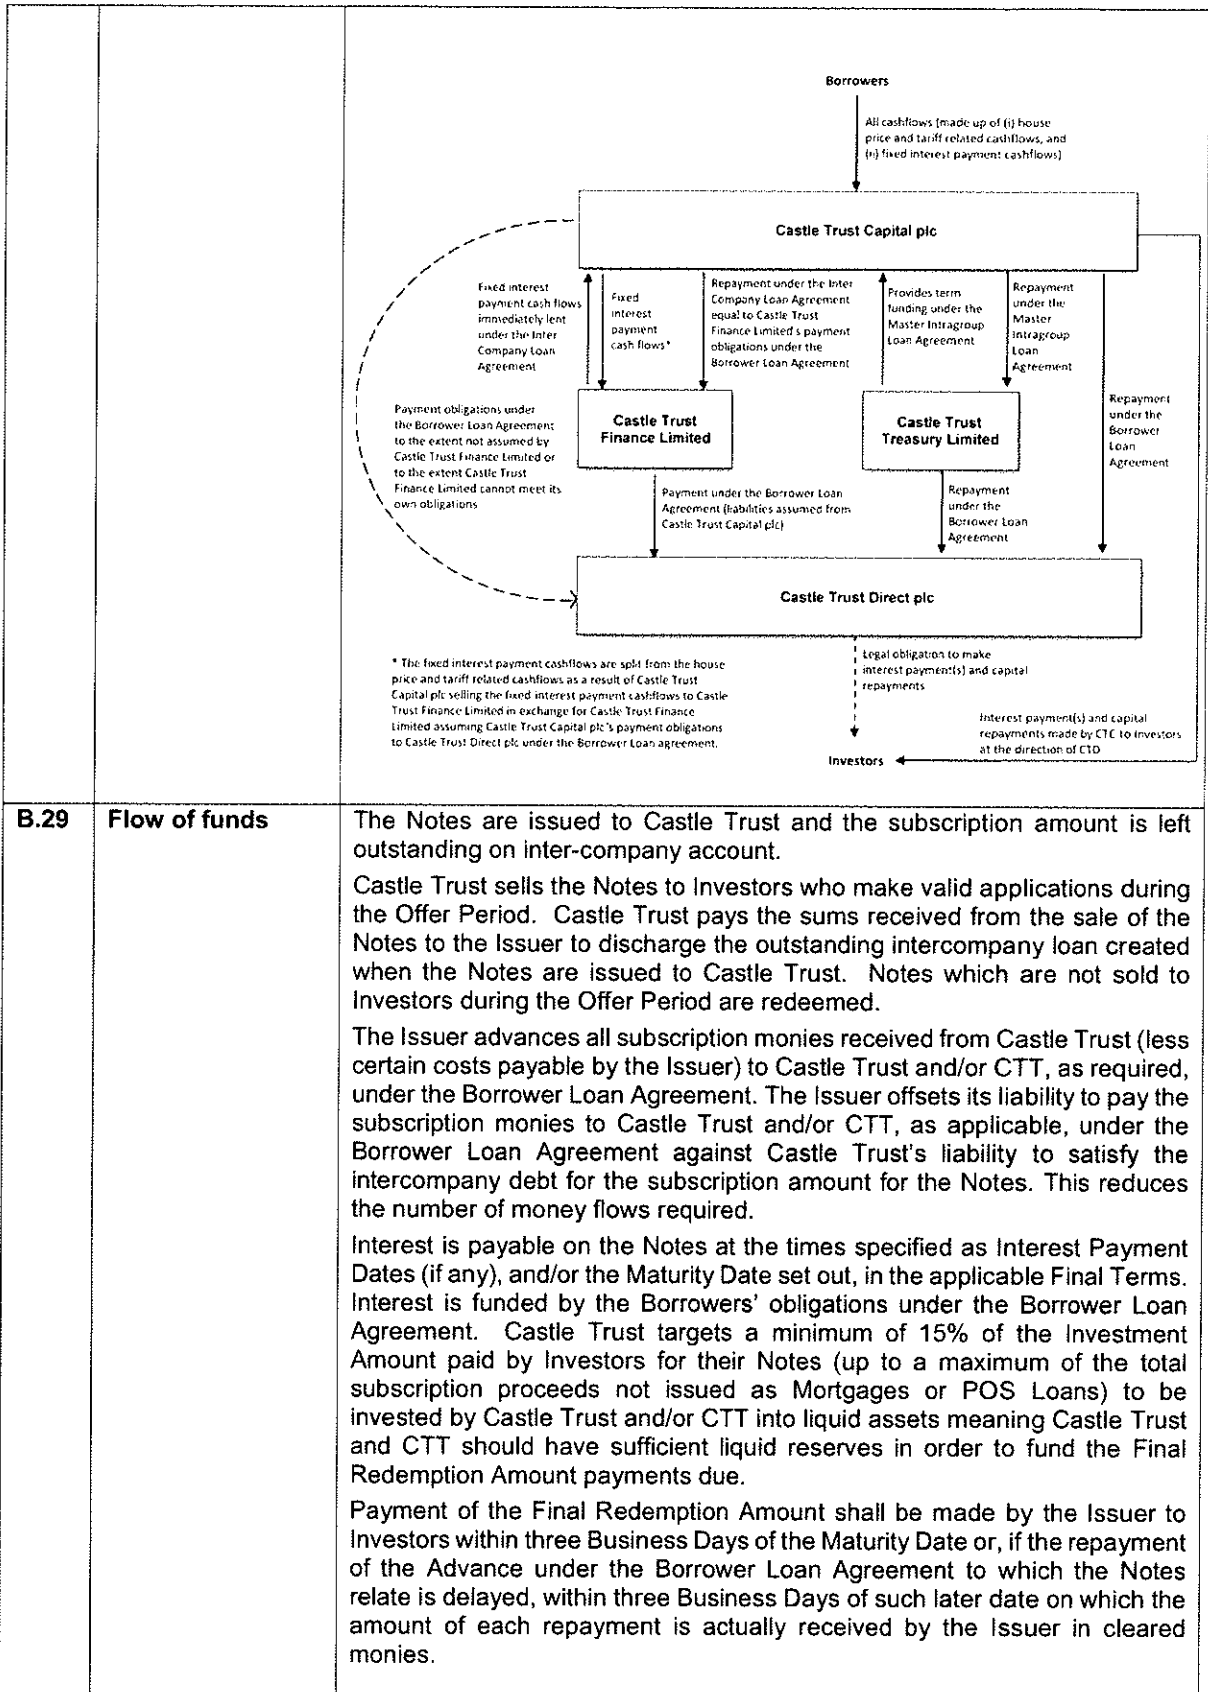 Borrowers
All cashflows (made up of (i) house
price and tariff related cashflows, and
(ii) fixed interest payment cashflows)
Castle Trust Capital plc
Fixed interest
payment cash flows
immediately lent
under the Inter
Company Loan
Agreement
Fixed
interest
payment
cash flows*
Repayment under the Inter
Company Loan Agreement
equal to Castle Trust
Finance Limited's payment
obligations under the
Borrower Loan Agreement
Provides term
funding under the
Master Intragroup
Loan Agreement
Repayment
under the
Master
Intragroup
Loan
Agreement
Repayment
under the
Borrower
Loan
Agreement
Payment obligations under
the Borrower Loan Agreement
to the extent not assumed by
Castle Trust Finance Limited or
to the extent Castle Trust
Finance Limited cannot meet its
own obligations
Castle Trust
Finance Limited
Castle Trust
Treasury Limited
Payment under the Borrower Loan
Agreement (liabilities assumed from
Castle Trust Capital plc)
Repayment
under the
Borrower Loan
Agreement
Castle Trust Direct plc
* The fixed interest payment cashflows are split from the house
price and tariff related cashflows as a result of Castle Trust
Capital plc selling the fixed interest payment cashflows to Castle
Trust Finance Limited in exchange for Castle Trust Finance
Limited assuming Castle Trust Capital plc's payment obligations
to Castle Trust Direct plc under the Borrower Loan agreement.
Legal obligation to make
interest payment(s) and capital
repayments
Interest payment(s) and capital
repayments made by CTC to Investors
at the direction of CTD
Investors
B.29
Flow of funds
The Notes are issued to Castle Trust and the subscription amount is left
outstanding on inter-company account.
Castle Trust sells the Notes to Investors who make valid applications during
the Offer Period. Castle Trust pays the sums received from the sale of the
Notes to the Issuer to discharge the outstanding intercompany loan created
when the Notes are issued to Castle Trust. Notes which are not sold to
Investors during the Offer Period are redeemed.
The Issuer advances all subscription monies received from Castle Trust (less
certain costs payable by the Issuer) to Castle Trust and/or CTT, as required,
under the Borrower Loan Agreement. The Issuer offsets its liability to pay the
subscription monies to Castle Trust and/or CTT, as applicable, under the
Borrower Loan Agreement against Castle Trust's liability to satisfy the
intercompany debt for the subscription amount for the Notes. This reduces
the number of money flows required.
Interest is payable on the Notes at the times specified as Interest Payment
Dates (if any), and/or the Maturity Date set out, in the applicable Final Terms.
Interest is funded by the Borrowers' obligations under the Borrower Loan
Agreement. Castle Trust targets a minimum of 15% of the Investment
Amount paid by Investors for their Notes (up to a maximum of the total
subscription proceeds not issued as Mortgages or POS Loans) to be
invested by Castle Trust and/or CTT into liquid assets meaning Castle Trust
and CTT should have sufficient liquid reserves in order to fund the Final
Redemption Amount payments due.
Payment of the Final Redemption Amount shall be made by the Issuer to
Investors within three Business Days of the Maturity Date or, if the repayment
of the Advance under the Borrower Loan Agreement to which the Notes
relate is delayed, within three Business Days of such later date on which the
amount of each repayment is actually received by the Issuer in cleared
monies.